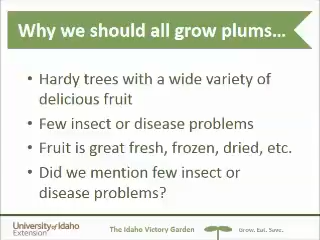 Why we should all grow plums…
• Hardy trees with a wide variety of
delicious fruit
• Few insect or disease problems
• Fruit is great fresh, frozen, dried, etc.
• Did we mention few insect or
disease problems?
University of Idaho
Extension
The Idaho Victory Garden
Grow. Eat. Save.